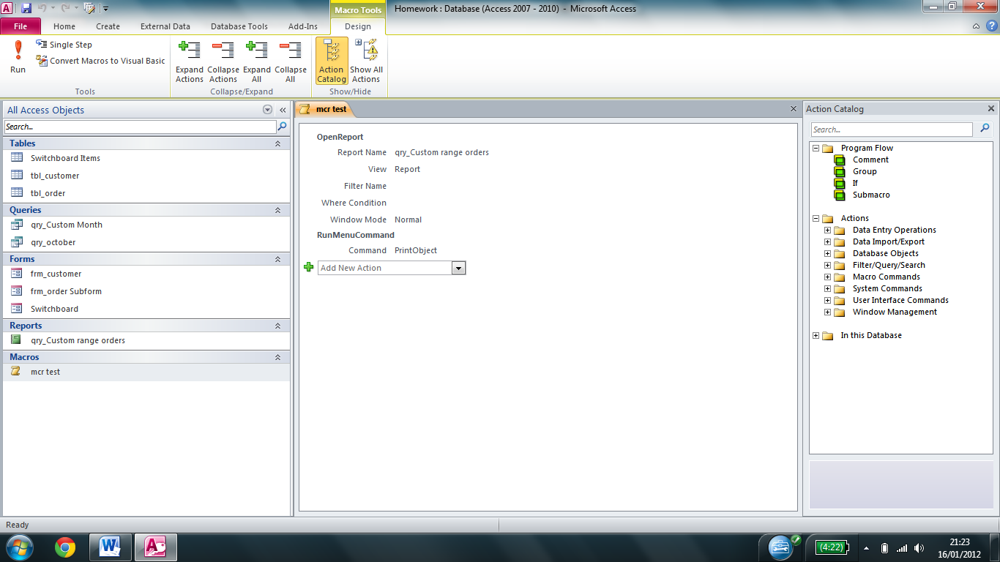 Macro Tools
Homework : Database (Access 2007 - 2010) - Microsoft Access
File Home Create External Data Database Tools Add-Ins Design
Run
Single Step
Convert Macros to Visual Basic
Tools
Expand Actions
Collapse Actions
Expand All
Collapse All
Collapse/Expand
Action Catalog
Show All Actions
Show/Hide
All Access Objects
Search...
Tables
Switchboard Items
tbl_customer
tbl_order
Queries
qry_Custom Month
qry_october
Forms
frm_customer
frm_order Subform
Switchboard
Reports
qry_Custom range orders
Macros
mcr test
mcr test
OpenReport
Report Name qry_Custom range orders
View Report
Filter Name
Where Condition
Window Mode Normal
RunMenuCommand
Command PrintObject
Add New Action
Action Catalog
Search...
Program Flow
Comment
Group
If
Submacro
Actions
Data Entry Operations
Data Import/Export
Database Objects
Filter/Query/Search
Macro Commands
System Commands
User Interface Commands
Window Management
In this Database
Ready
(4:22)
21:23
16/01/2012